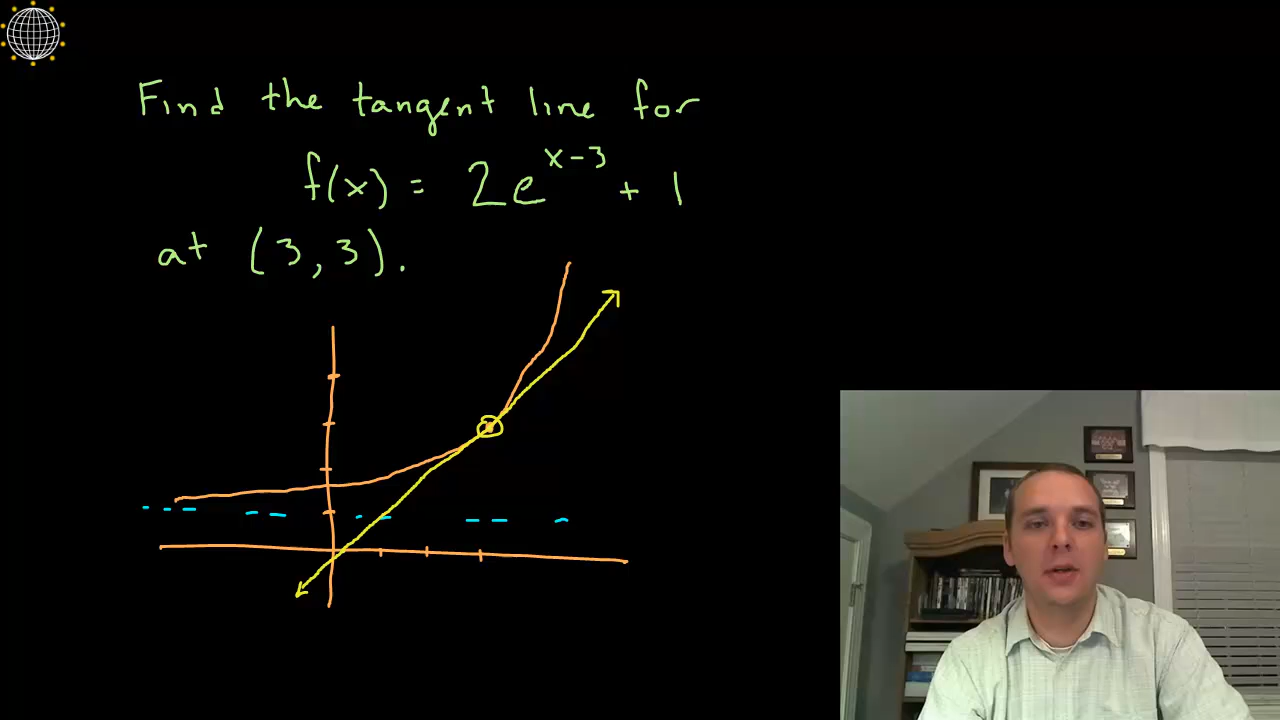 Find the tangent line for
f(x) = 2e^{x-3} + 1
at (3, 3).